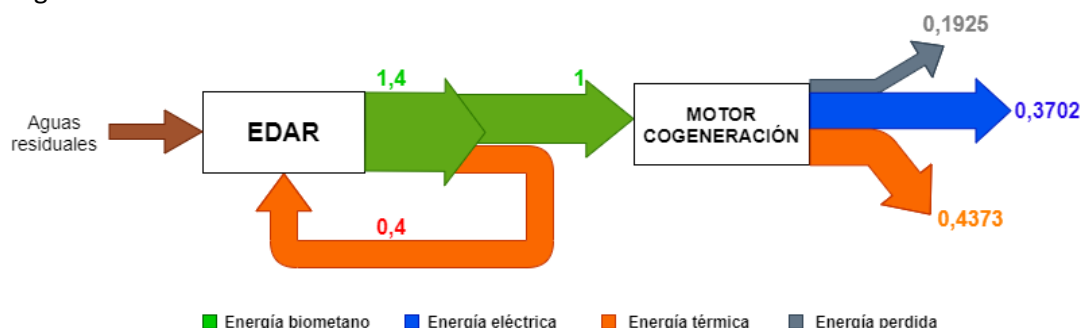 0,1925
1,4
1
Aguas
residuales
EDAR
MOTOR
COGENERACIÓN
0,3702
0,4
0,4373
Energía biometano
Energía eléctrica
Energía térmica
Energía perdida